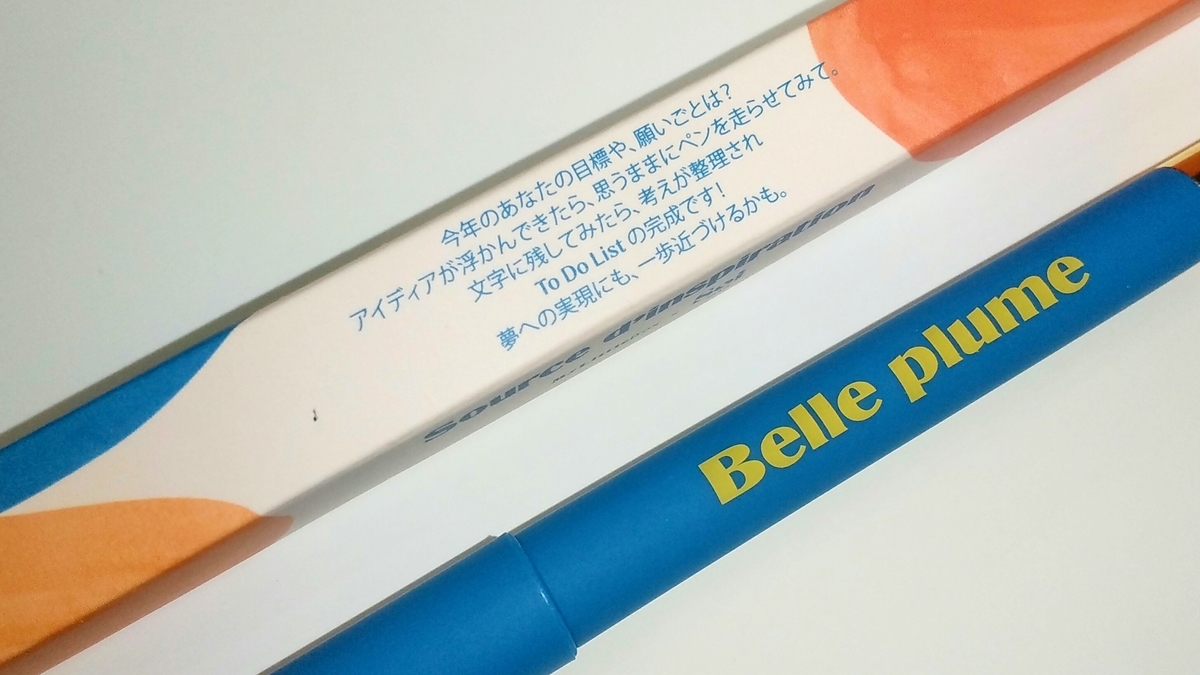 今年のあなたの目標や、願いごとは?
アイディアが浮かんできたら、思うままにペンを走らせてみて。
文字に残してみたら、考えが整理され
To Do List の完成です!
夢への実現にも、一歩近づけるかも。
Source d'inspiration
Belle plume